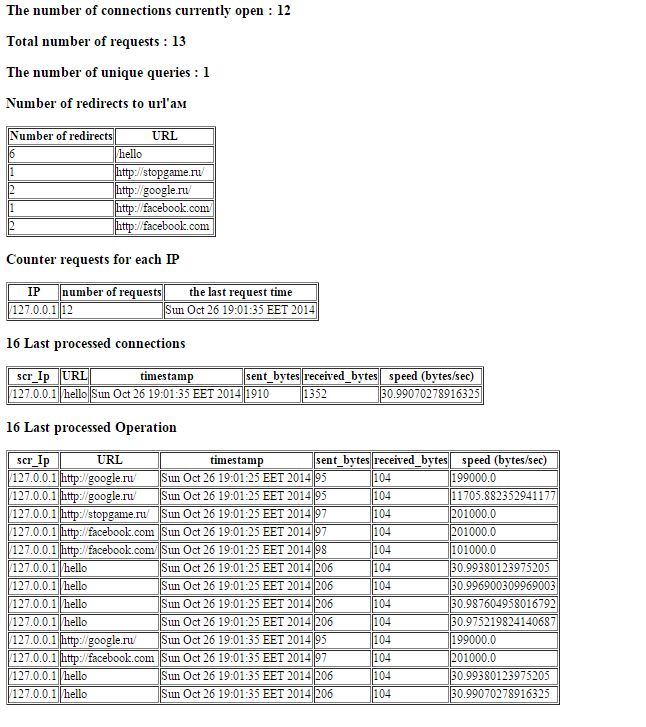 The number of connections currently open : 12
Total number of requests : 13
The number of unique queries : 1
Number of redirects to url'ам
Number of redirects URL
6 /hello
1 http://stopgame.ru/
2 http://google.ru/
1 http://facebook.com/
2 http://facebook.com
Counter requests for each IP
IP number of requests the last request time
/127.0.0.1 12 Sun Oct 26 19:01:35 EET 2014
16 Last processed connections
scr_Ip URL timestamp sent_bytes received_bytes speed (bytes/sec)
/127.0.0.1 /hello Sun Oct 26 19:01:35 EET 2014 1910 1352 30.99070278916325
16 Last processed Operation
scr_Ip URL timestamp sent_bytes received_bytes speed (bytes/sec)
/127.0.0.1 http://google.ru/ Sun Oct 26 19:01:25 EET 2014 95 104 199000.0
/127.0.0.1 http://google.ru/ Sun Oct 26 19:01:25 EET 2014 95 104 11705.882352941177
/127.0.0.1 http://stopgame.ru/ Sun Oct 26 19:01:25 EET 2014 97 104 201000.0
/127.0.0.1 http://facebook.com Sun Oct 26 19:01:25 EET 2014 97 104 201000.0
/127.0.0.1 http://facebook.com/ Sun Oct 26 19:01:25 EET 2014 98 104 101000.0
/127.0.0.1 /hello Sun Oct 26 19:01:25 EET 2014 206 104 30.99380123975205
/127.0.0.1 /hello Sun Oct 26 19:01:25 EET 2014 206 104 30.996900309969003
/127.0.0.1 /hello Sun Oct 26 19:01:25 EET 2014 206 104 30.987604958016792
/127.0.0.1 /hello Sun Oct 26 19:01:25 EET 2014 206 104 30.975219824140687
/127.0.0.1 http://google.ru/ Sun Oct 26 19:01:35 EET 2014 95 104 199000.0
/127.0.0.1 http://facebook.com Sun Oct 26 19:01:35 EET 2014 97 104 201000.0
/127.0.0.1 /hello Sun Oct 26 19:01:35 EET 2014 206 104 30.99380123975205
/127.0.0.1 /hello Sun Oct 26 19:01:35 EET 2014 206 104 30.99070278916325